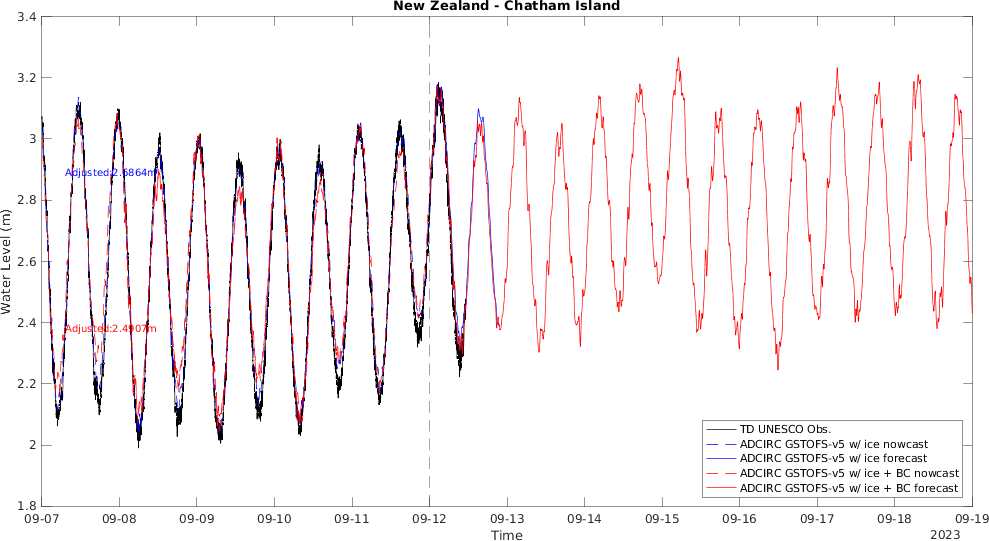 New Zealand - Chatham Island
3.4
3.2
3
2.8
2.6
2.4
2.2
2
1.8
Water Level (m)
Adjusted:2.6864m
Adjusted:2.4907m
TD UNESCO Obs.
ADCIRC GSTOFS-v5 w/ ice nowcast
ADCIRC GSTOFS-v5 w/ ice forecast
ADCIRC GSTOFS-v5 w/ ice + BC nowcast
ADCIRC GSTOFS-v5 w/ ice + BC forecast
09-07 09-08 09-09 09-10 09-11 09-12 09-13 09-14 09-15 09-16 09-17 09-18 09-19
Time
2023